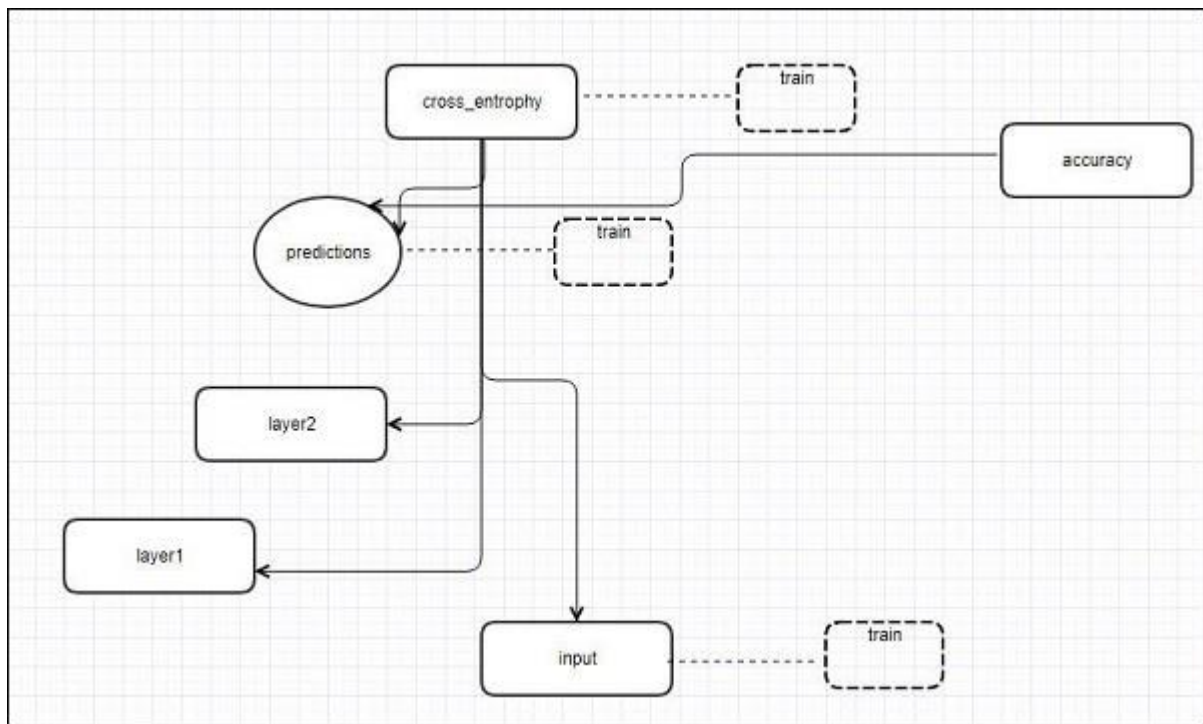 train
cross_entrophy
accuracy
train
predictions
layer2
layer1
train
input